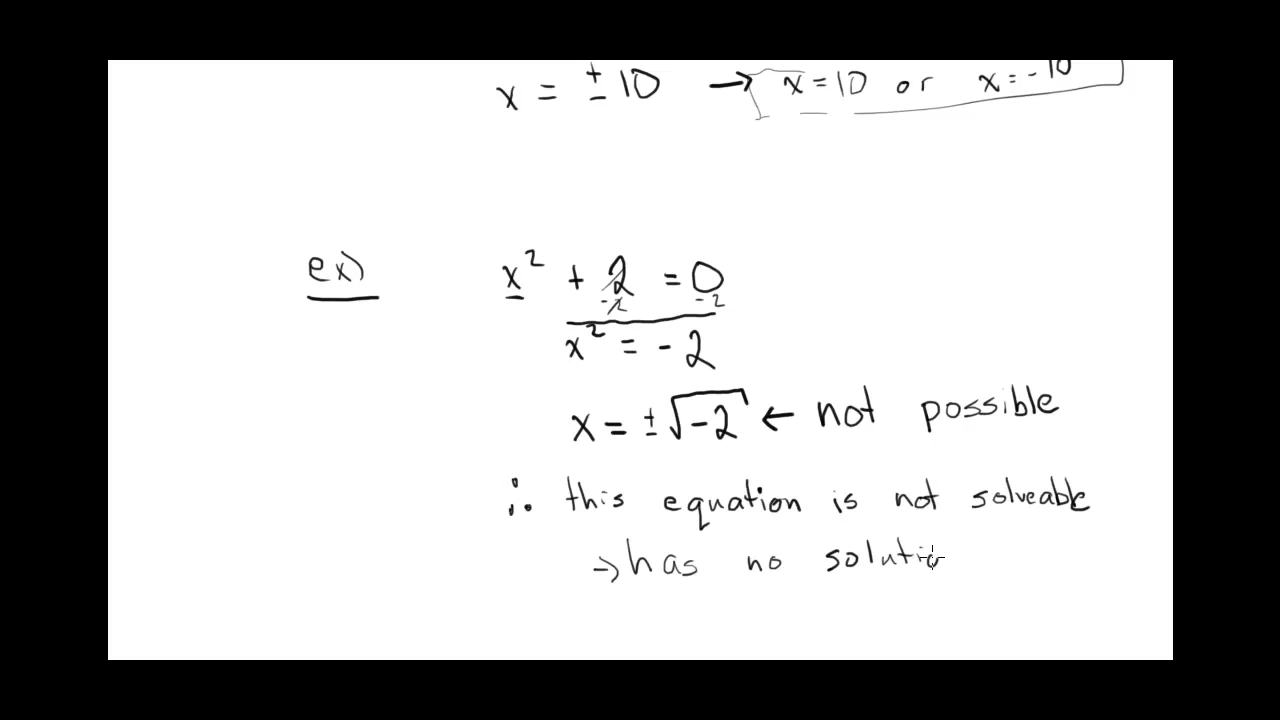 x = ± 10 → x = 10 or x = -10
ex) x² + 2 = 0
-2 -2
x² = - 2
x = ± √-2 ← not possible
∴ this equation is not solveable
→ has no solutio